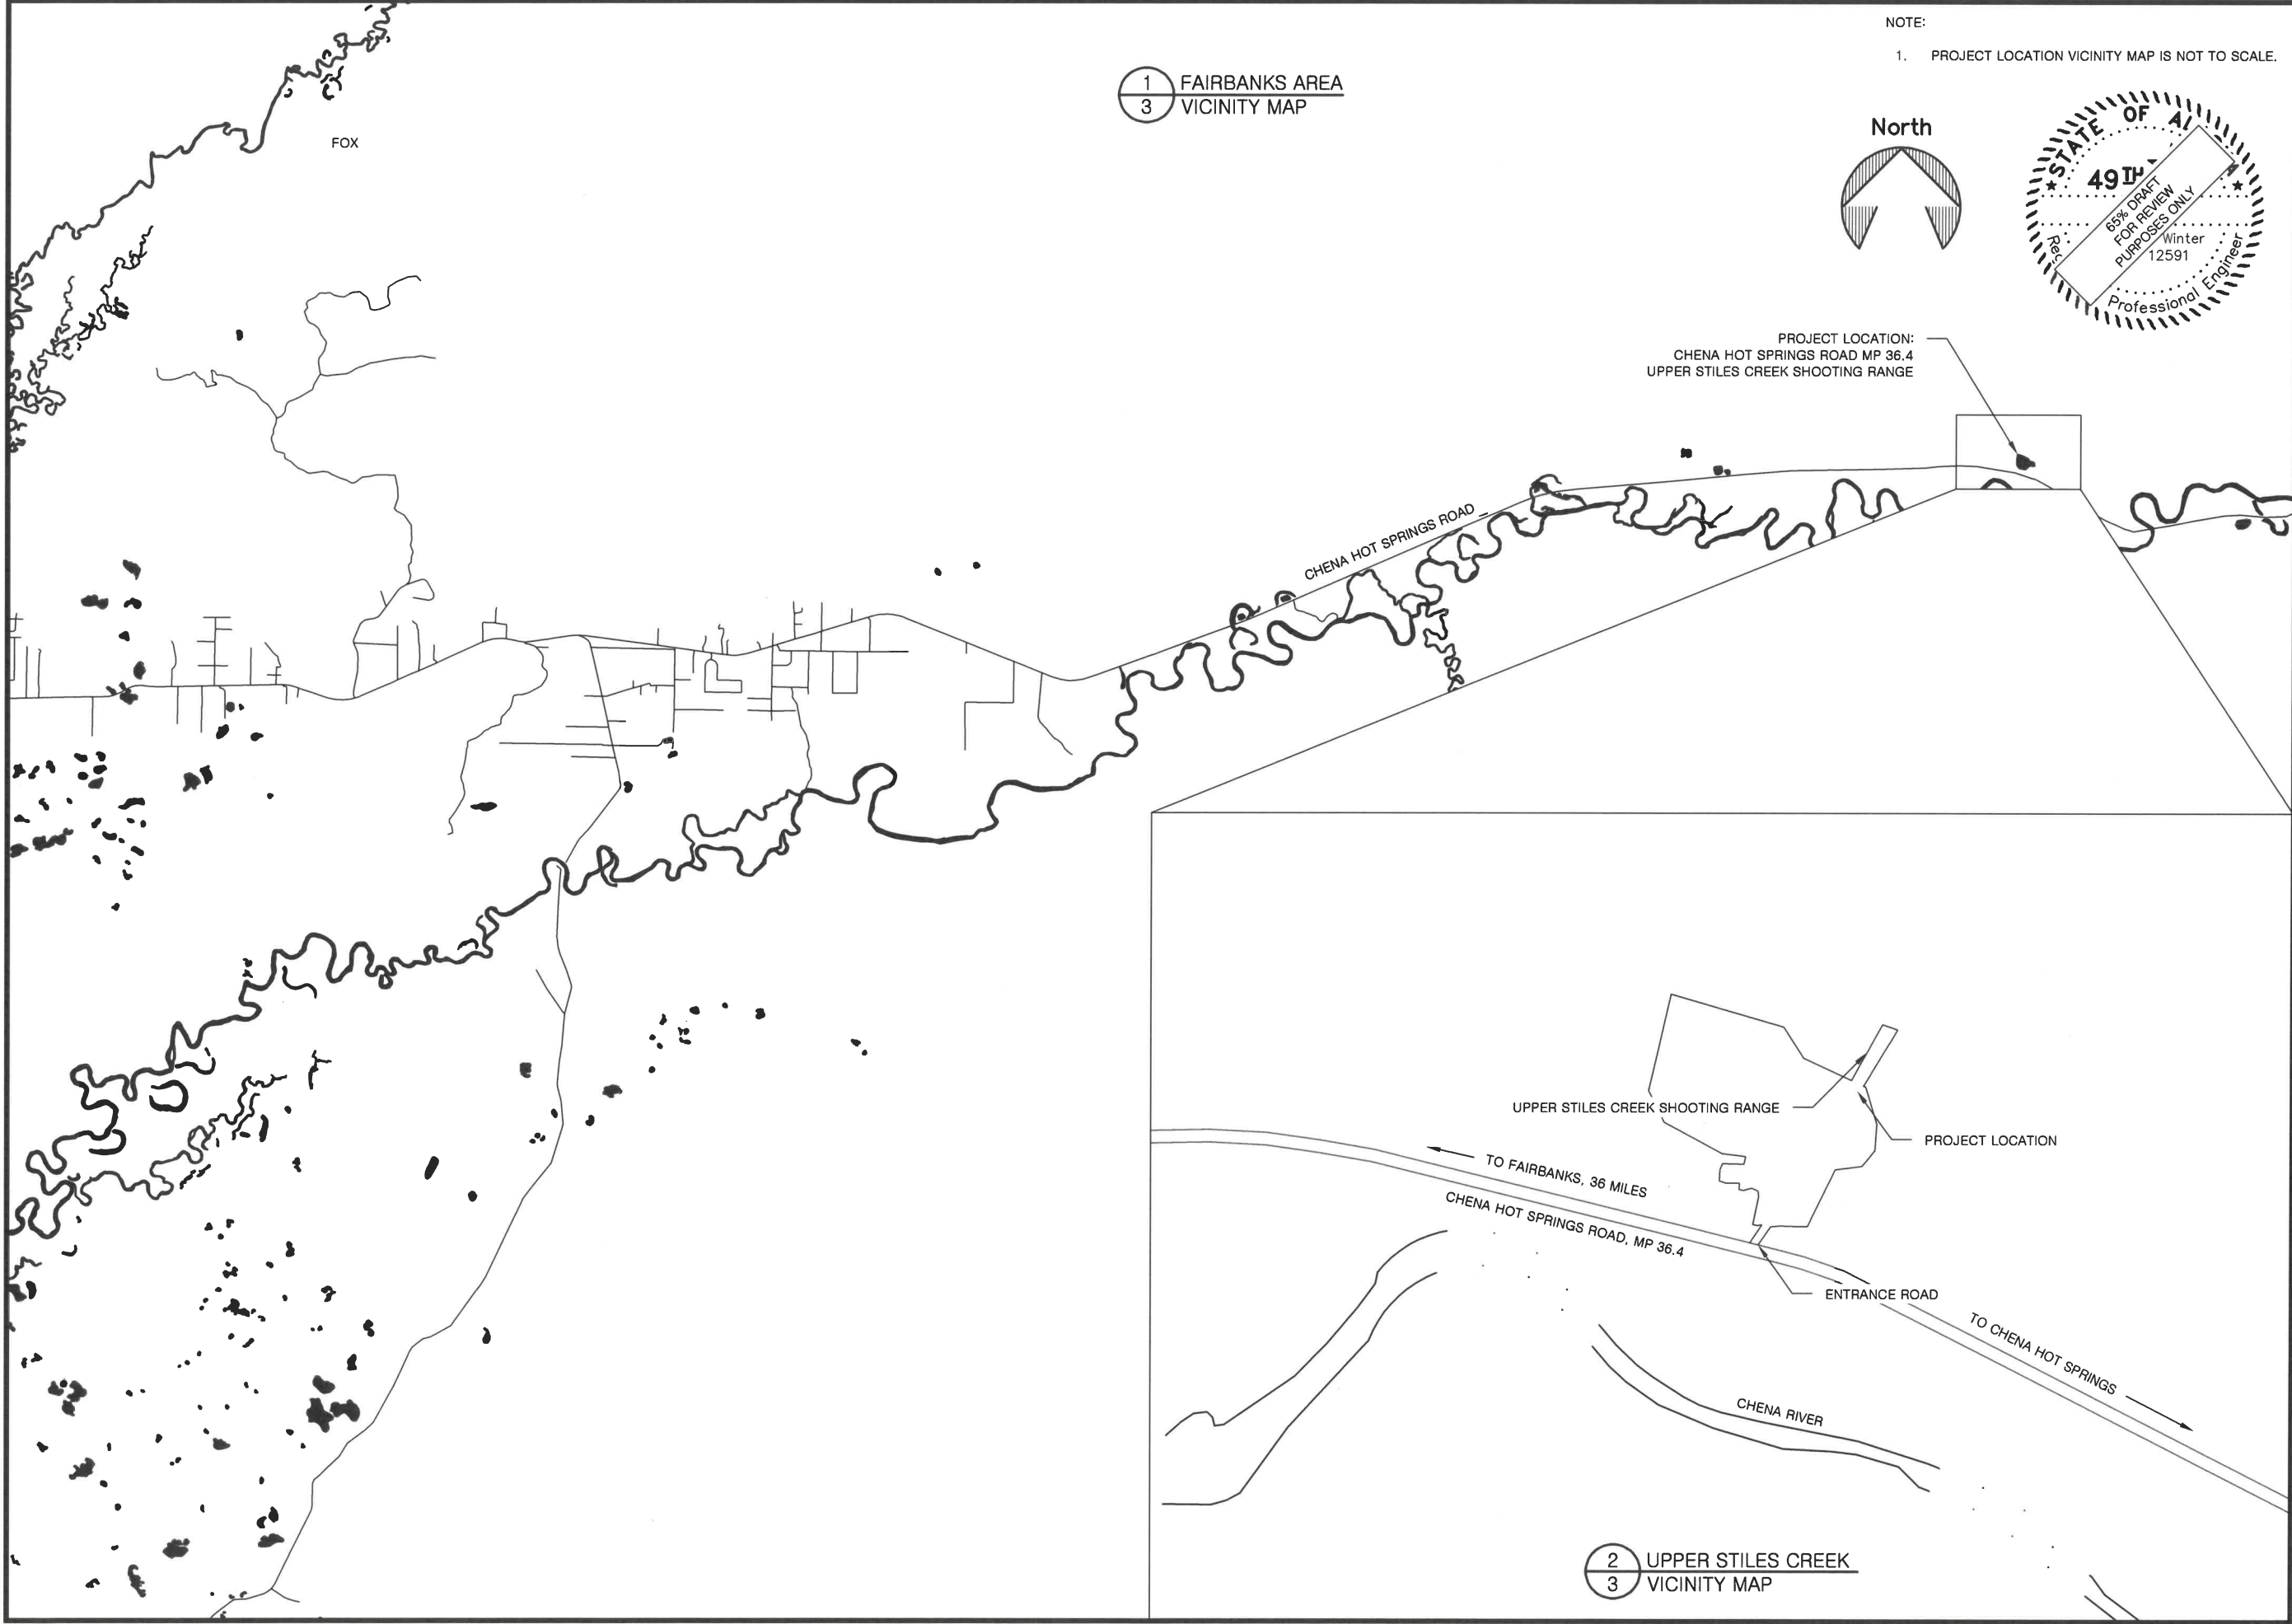 NOTE:
1. PROJECT LOCATION VICINITY MAP IS NOT TO SCALE.
1 FAIRBANKS AREA
3 VICINITY MAP
FOX
North
STATE OF
49TH
65% DRAFT
FOR REVIEW
PURPOSES ONLY
Winter
12591
Professional Engineer
PROJECT LOCATION:
CHENA HOT SPRINGS ROAD MP 36.4
UPPER STILES CREEK SHOOTING RANGE
CHENA HOT SPRINGS ROAD
UPPER STILES CREEK SHOOTING RANGE
PROJECT LOCATION
TO FAIRBANKS, 36 MILES
CHENA HOT SPRINGS ROAD, MP 36.4
ENTRANCE ROAD
TO CHENA HOT SPRINGS
CHENA RIVER
2 UPPER STILES CREEK
3 VICINITY MAP